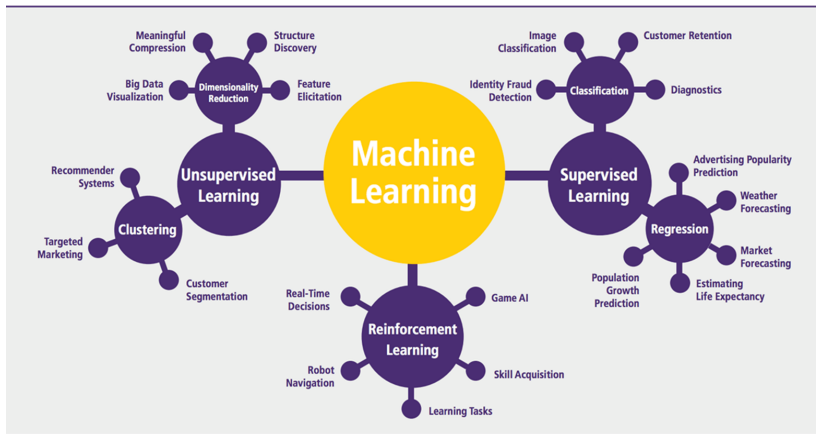 Machine
Learning
Unsupervised
Learning
Dimensionality
Reduction
Meaningful
Compression
Structure
Discovery
Big Data
Visualization
Feature
Elicitation
Clustering
Recommender
Systems
Targeted
Marketing
Customer
Segmentation
Supervised
Learning
Classification
Image
Classification
Customer Retention
Identity Fraud
Detection
Diagnostics
Regression
Advertising Popularity
Prediction
Weather
Forecasting
Market
Forecasting
Population
Growth
Prediction
Estimating
Life Expectancy
Reinforcement
Learning
Real-Time
Decisions
Game AI
Robot
Navigation
Skill Acquisition
Learning Tasks